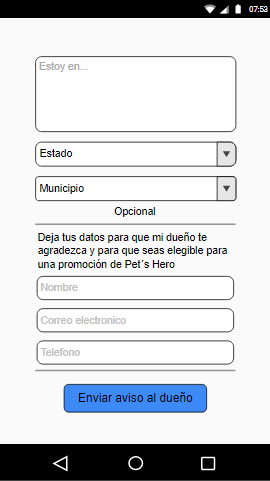 07:53
Estoy en...
Estado
Municipio
Opcional
Deja tus datos para que mi dueño te
agradezca y para que seas elegible para
una promoción de Pet´s Hero
Nombre
Correo electronico
Telefono
Enviar aviso al dueño